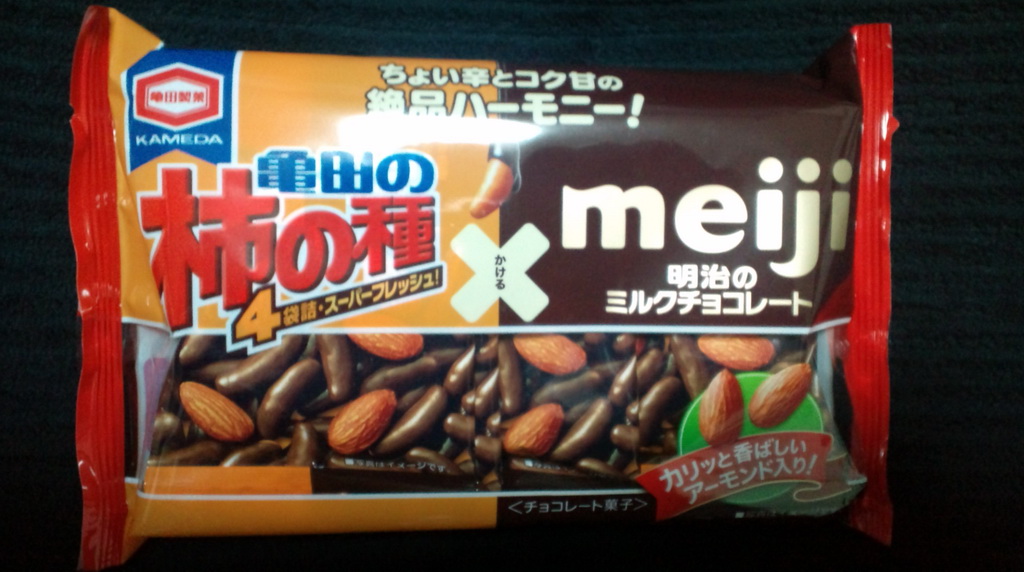 ちょい辛とコク甘の
絶品ハーモニー!
亀田製菓
KAMEDA
亀田の
柿の種
4袋詰・スーパーフレッシュ!
かける
meiji
明治の
ミルクチョコレート
カリッと香ばしい
アーモンド入り!
<チョコレート菓子>